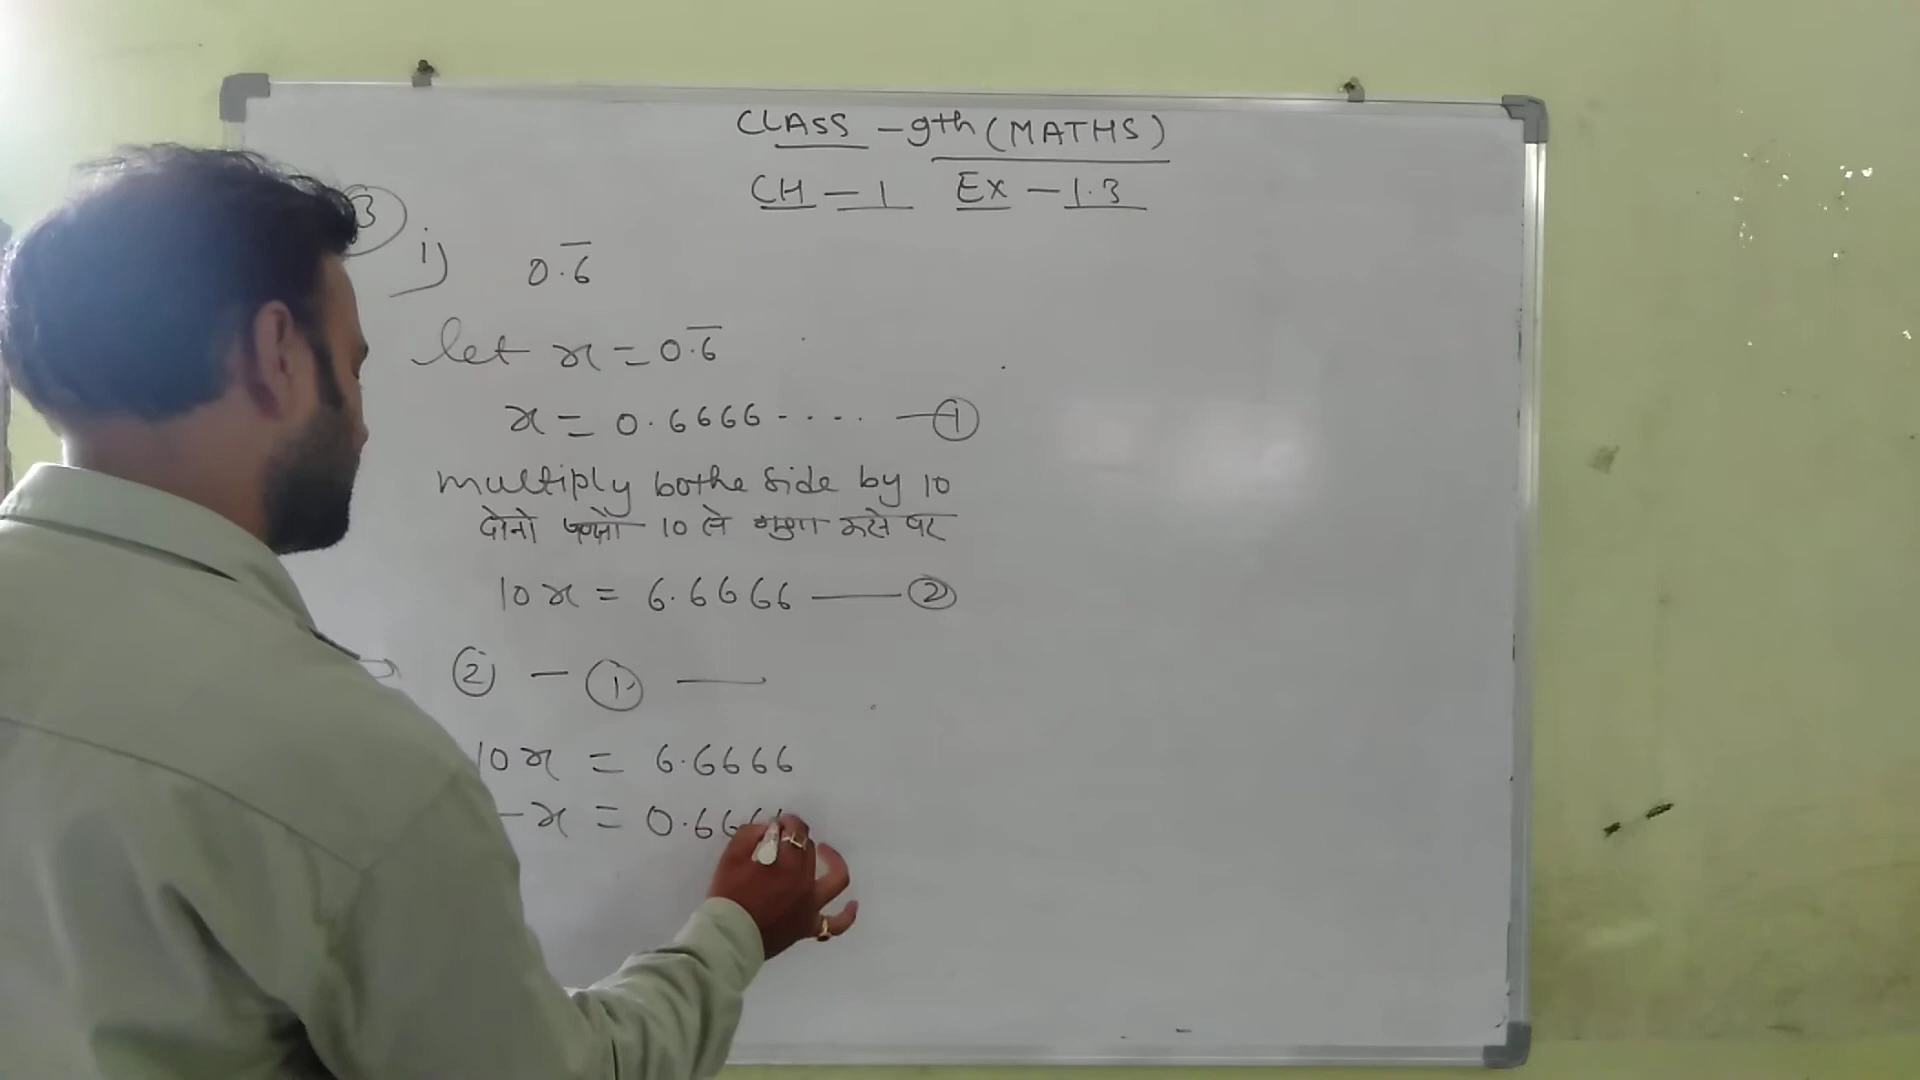 CLASS - 9th (MATHS)
CH - 1 Ex - 1.3
3
i) 0.6̅
let x = 0.6̅
x = 0.6666 - . . . — ①
multiply bothe side by 10
दोनो 10 से गुणा करने पर
10x = 6.6666 — ②
② - ① —
10x = 6.6666
-x = 0.666